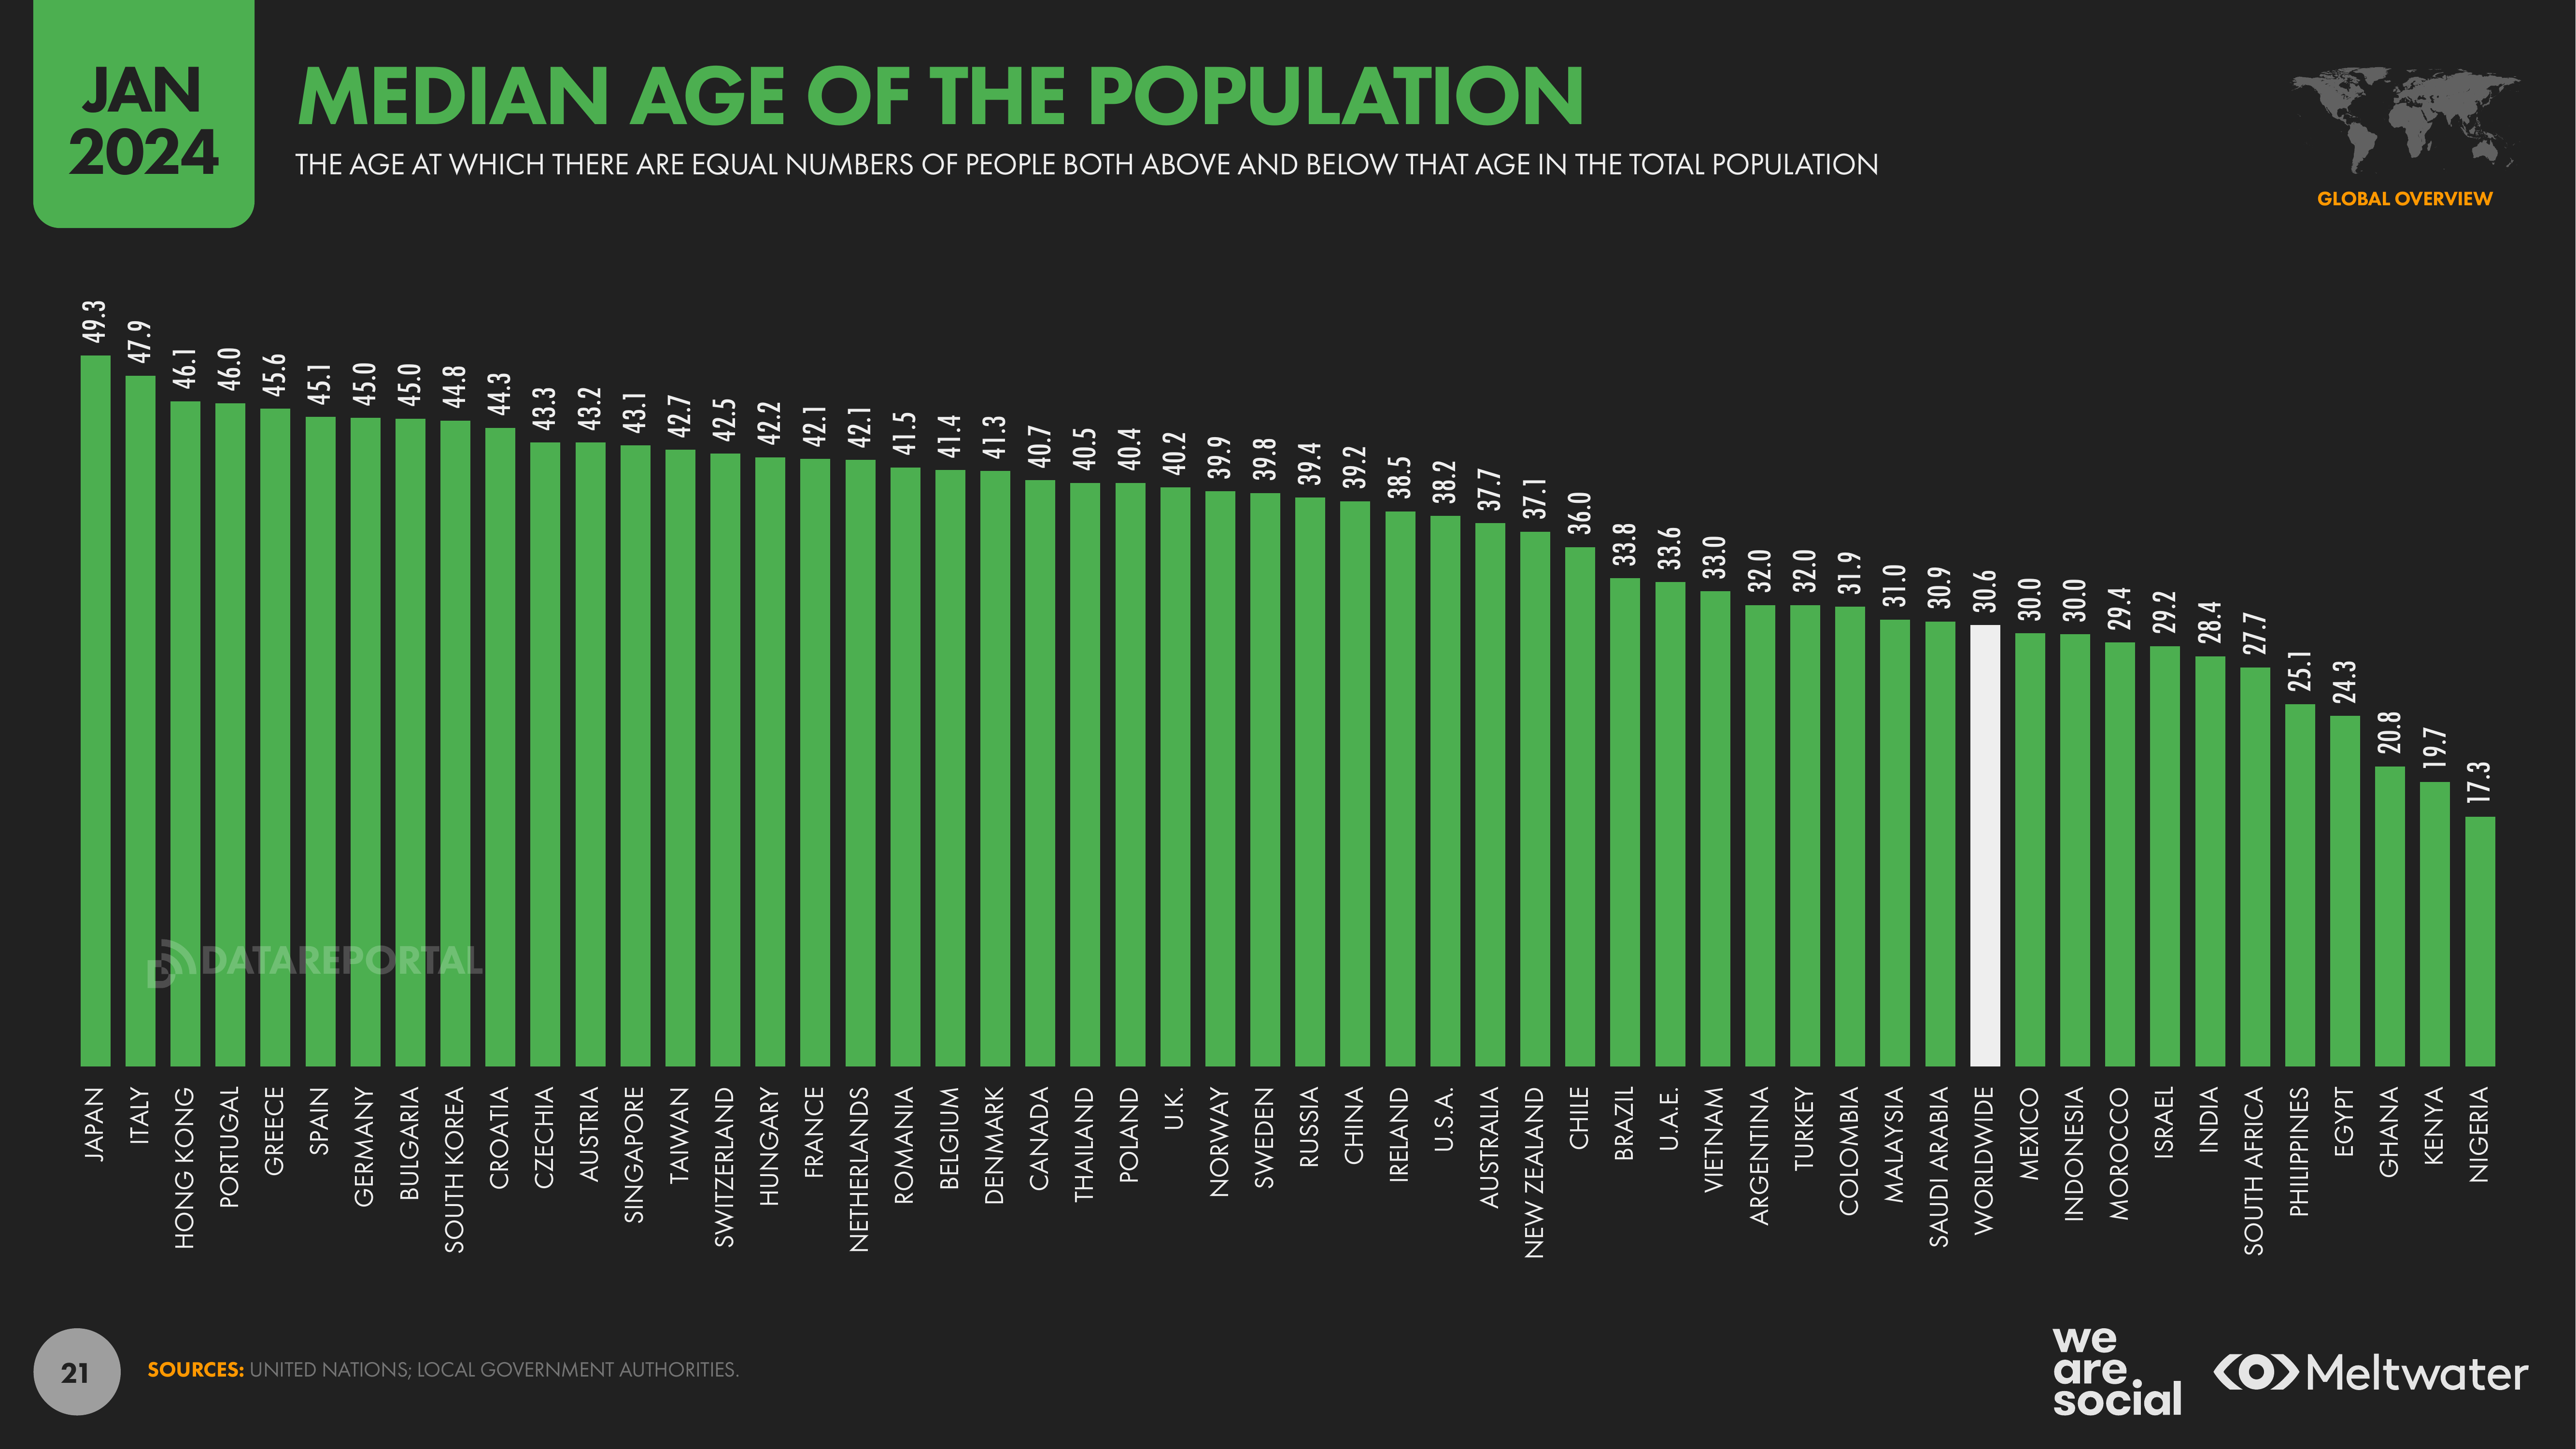 JAN
2024
MEDIAN AGE OF THE POPULATION
THE AGE AT WHICH THERE ARE EQUAL NUMBERS OF PEOPLE BOTH ABOVE AND BELOW THAT AGE IN THE TOTAL POPULATION
GLOBAL OVERVIEW
49.3
47.9
46.1
46.0
45.6
45.1
45.0
45.0
44.8
44.3
43.3
43.2
43.1
42.7
42.5
42.2
42.1
42.1
41.5
41.4
41.3
40.7
40.5
40.4
40.2
39.9
39.8
39.4
39.2
38.5
38.2
37.7
37.1
36.0
33.8
33.6
33.0
32.0
32.0
31.9
31.0
30.9
30.6
30.0
30.0
29.4
29.2
28.4
27.7
25.1
24.3
20.8
19.7
17.3
DATAREPORTAL
JAPAN
ITALY
HONG KONG
PORTUGAL
GREECE
SPAIN
GERMANY
BULGARIA
SOUTH KOREA
CROATIA
CZECHIA
AUSTRIA
SINGAPORE
TAIWAN
SWITZERLAND
HUNGARY
FRANCE
NETHERLANDS
ROMANIA
BELGIUM
DENMARK
CANADA
THAILAND
POLAND
U.K.
NORWAY
SWEDEN
RUSSIA
CHINA
IRELAND
U.S.A.
AUSTRALIA
NEW ZEALAND
CHILE
BRAZIL
U.A.E.
VIETNAM
ARGENTINA
TURKEY
COLOMBIA
MALAYSIA
SAUDI ARABIA
WORLDWIDE
MEXICO
INDONESIA
MOROCCO
ISRAEL
INDIA
SOUTH AFRICA
PHILIPPINES
EGYPT
GHANA
KENYA
NIGERIA
21
SOURCES: UNITED NATIONS; LOCAL GOVERNMENT AUTHORITIES.
we
are
social
Meltwater